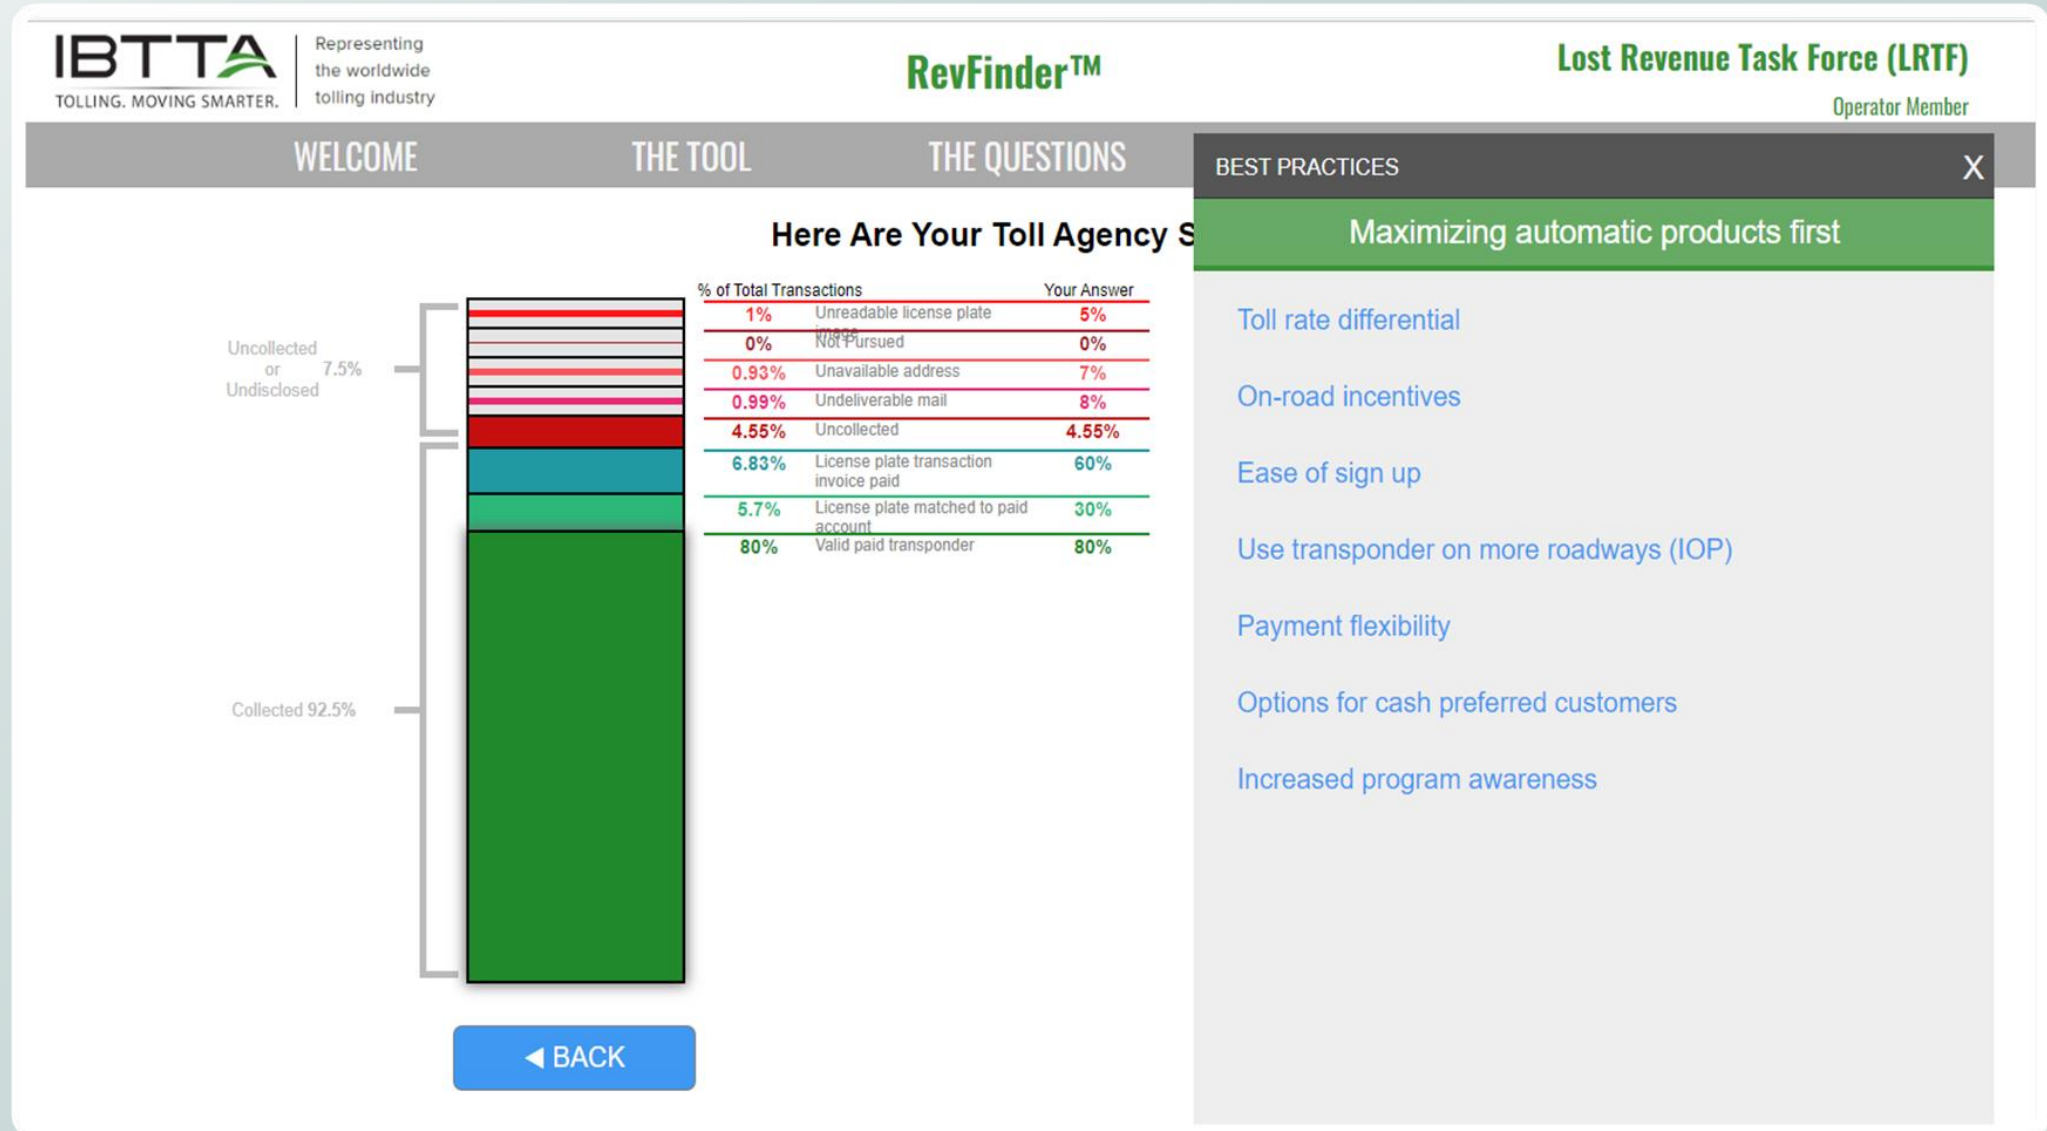 IBTTA
TOLLING. MOVING SMARTER.
Representing
the worldwide
tolling industry
RevFinder™
Lost Revenue Task Force (LRTF)
Operator Member
WELCOME
THE TOOL
THE QUESTIONS
Here Are Your Toll Agency S
% of Total Transactions Your Answer
1% Unreadable license plate 5%
image
0% Not Pursued 0%
0.93% Unavailable address 7%
0.99% Undeliverable mail 8%
4.55% Uncollected 4.55%
6.83% License plate transaction 60%
invoice paid
5.7% License plate matched to paid 30%
account
80% Valid paid transponder 80%
Uncollected
or 7.5%
Undisclosed
Collected 92.5%
◀ BACK
BEST PRACTICES X
Maximizing automatic products first
Toll rate differential
On-road incentives
Ease of sign up
Use transponder on more roadways (IOP)
Payment flexibility
Options for cash preferred customers
Increased program awareness